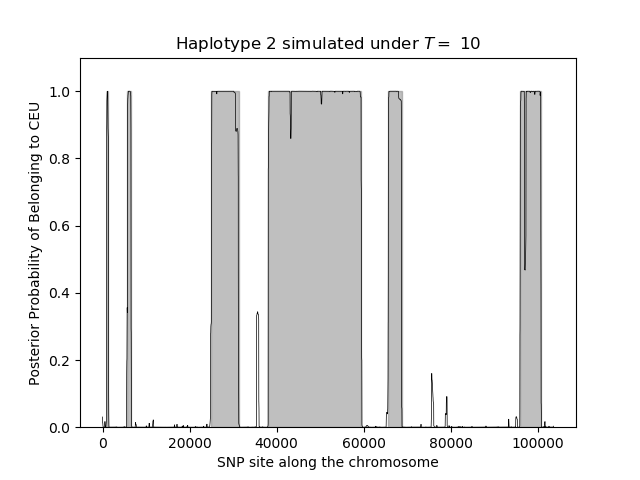 Haplotype 2 simulated under T = 10
Posterior Probability of Belonging to CEU
1.0
0.8
0.6
0.4
0.2
0.0
0 20000 40000 60000 80000 100000
SNP site along the chromosome